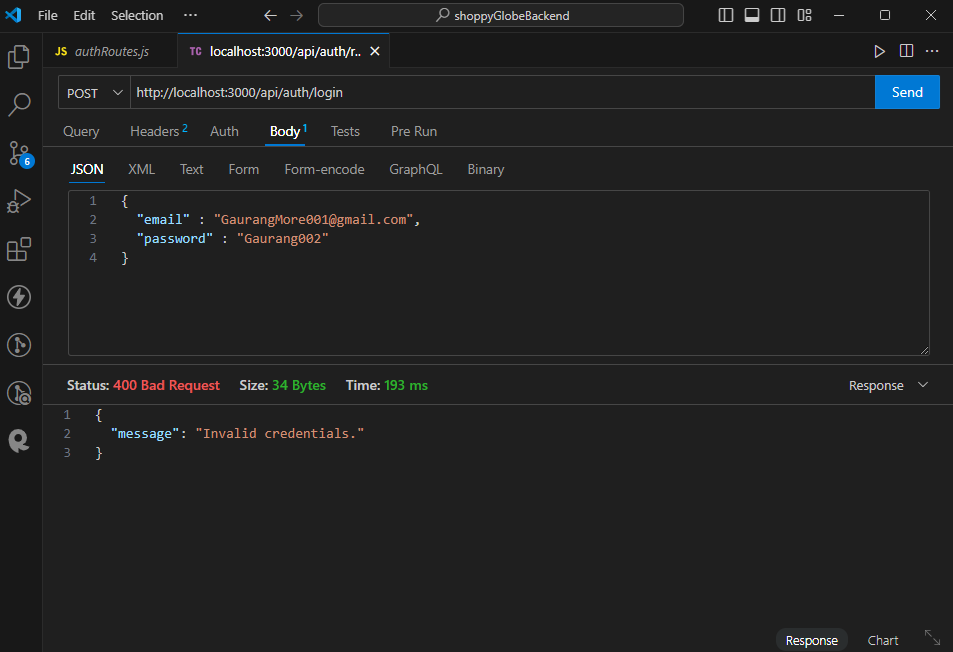 File Edit Selection ··· shoppyGlobeBackend
JS authRoutes.js TC localhost:3000/api/auth/r.. ···
POST http://localhost:3000/api/auth/login Send
Query Headers 2 Auth Body 1 Tests Pre Run
6
JSON XML Text Form Form-encode GraphQL Binary
1 {
2 "email" : "GaurangMore001@gmail.com",
3 "password" : "Gaurang002"
4 }
Status: 400 Bad Request Size: 34 Bytes Time: 193 ms Response
1 {
2 "message": "Invalid credentials."
3 }
Response Chart